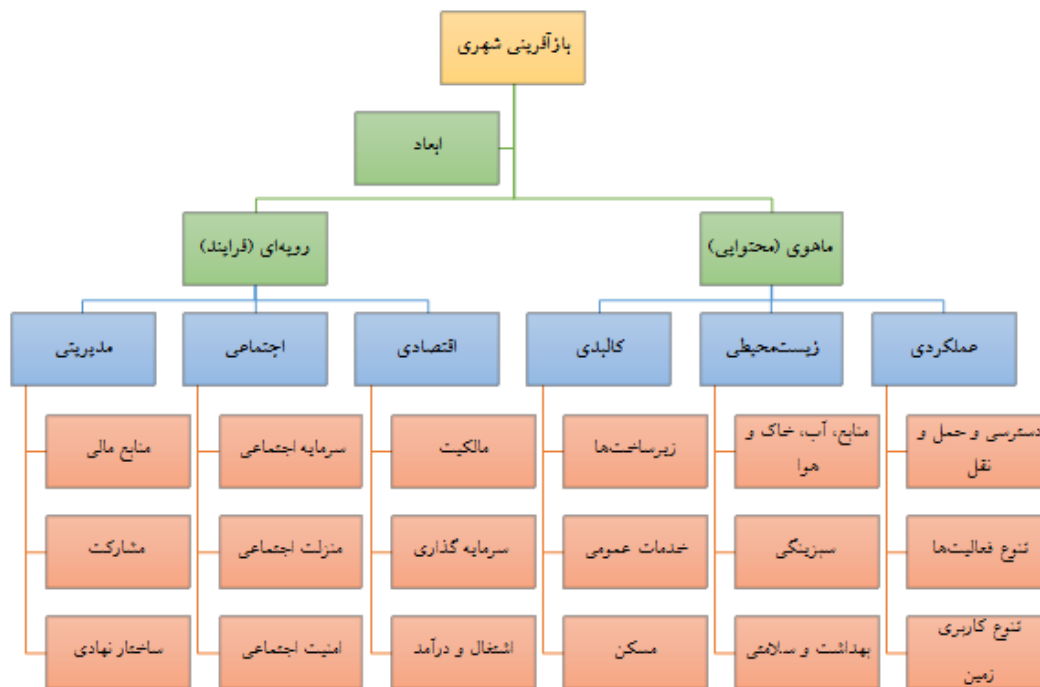 بازآفرینی شهری
ابعاد
ماهوی (محتوایی)
رویه‌ای (فرایند)
عملکردی
زیست‌محیطی
کالبدی
اقتصادی
اجتماعی
مدیریتی
دسترسی و حمل و
نقل
منابع، آب، خاک و
هوا
زیرساخت‌ها
مالکیت
سرمایه اجتماعی
منابع مالی
تنوع فعالیت‌ها
سبزینگی
خدمات عمومی
سرمایه گذاری
منزلت اجتماعی
مشارکت
تنوع کاربری
زمین
بهداشت و سلامتی
مسکن
اشتغال و درآمد
امنیت اجتماعی
ساختار نهادی